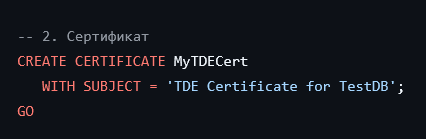 -- 2. Сертификат
CREATE CERTIFICATE MyTDECert
WITH SUBJECT = 'TDE Certificate for TestDB';
GO